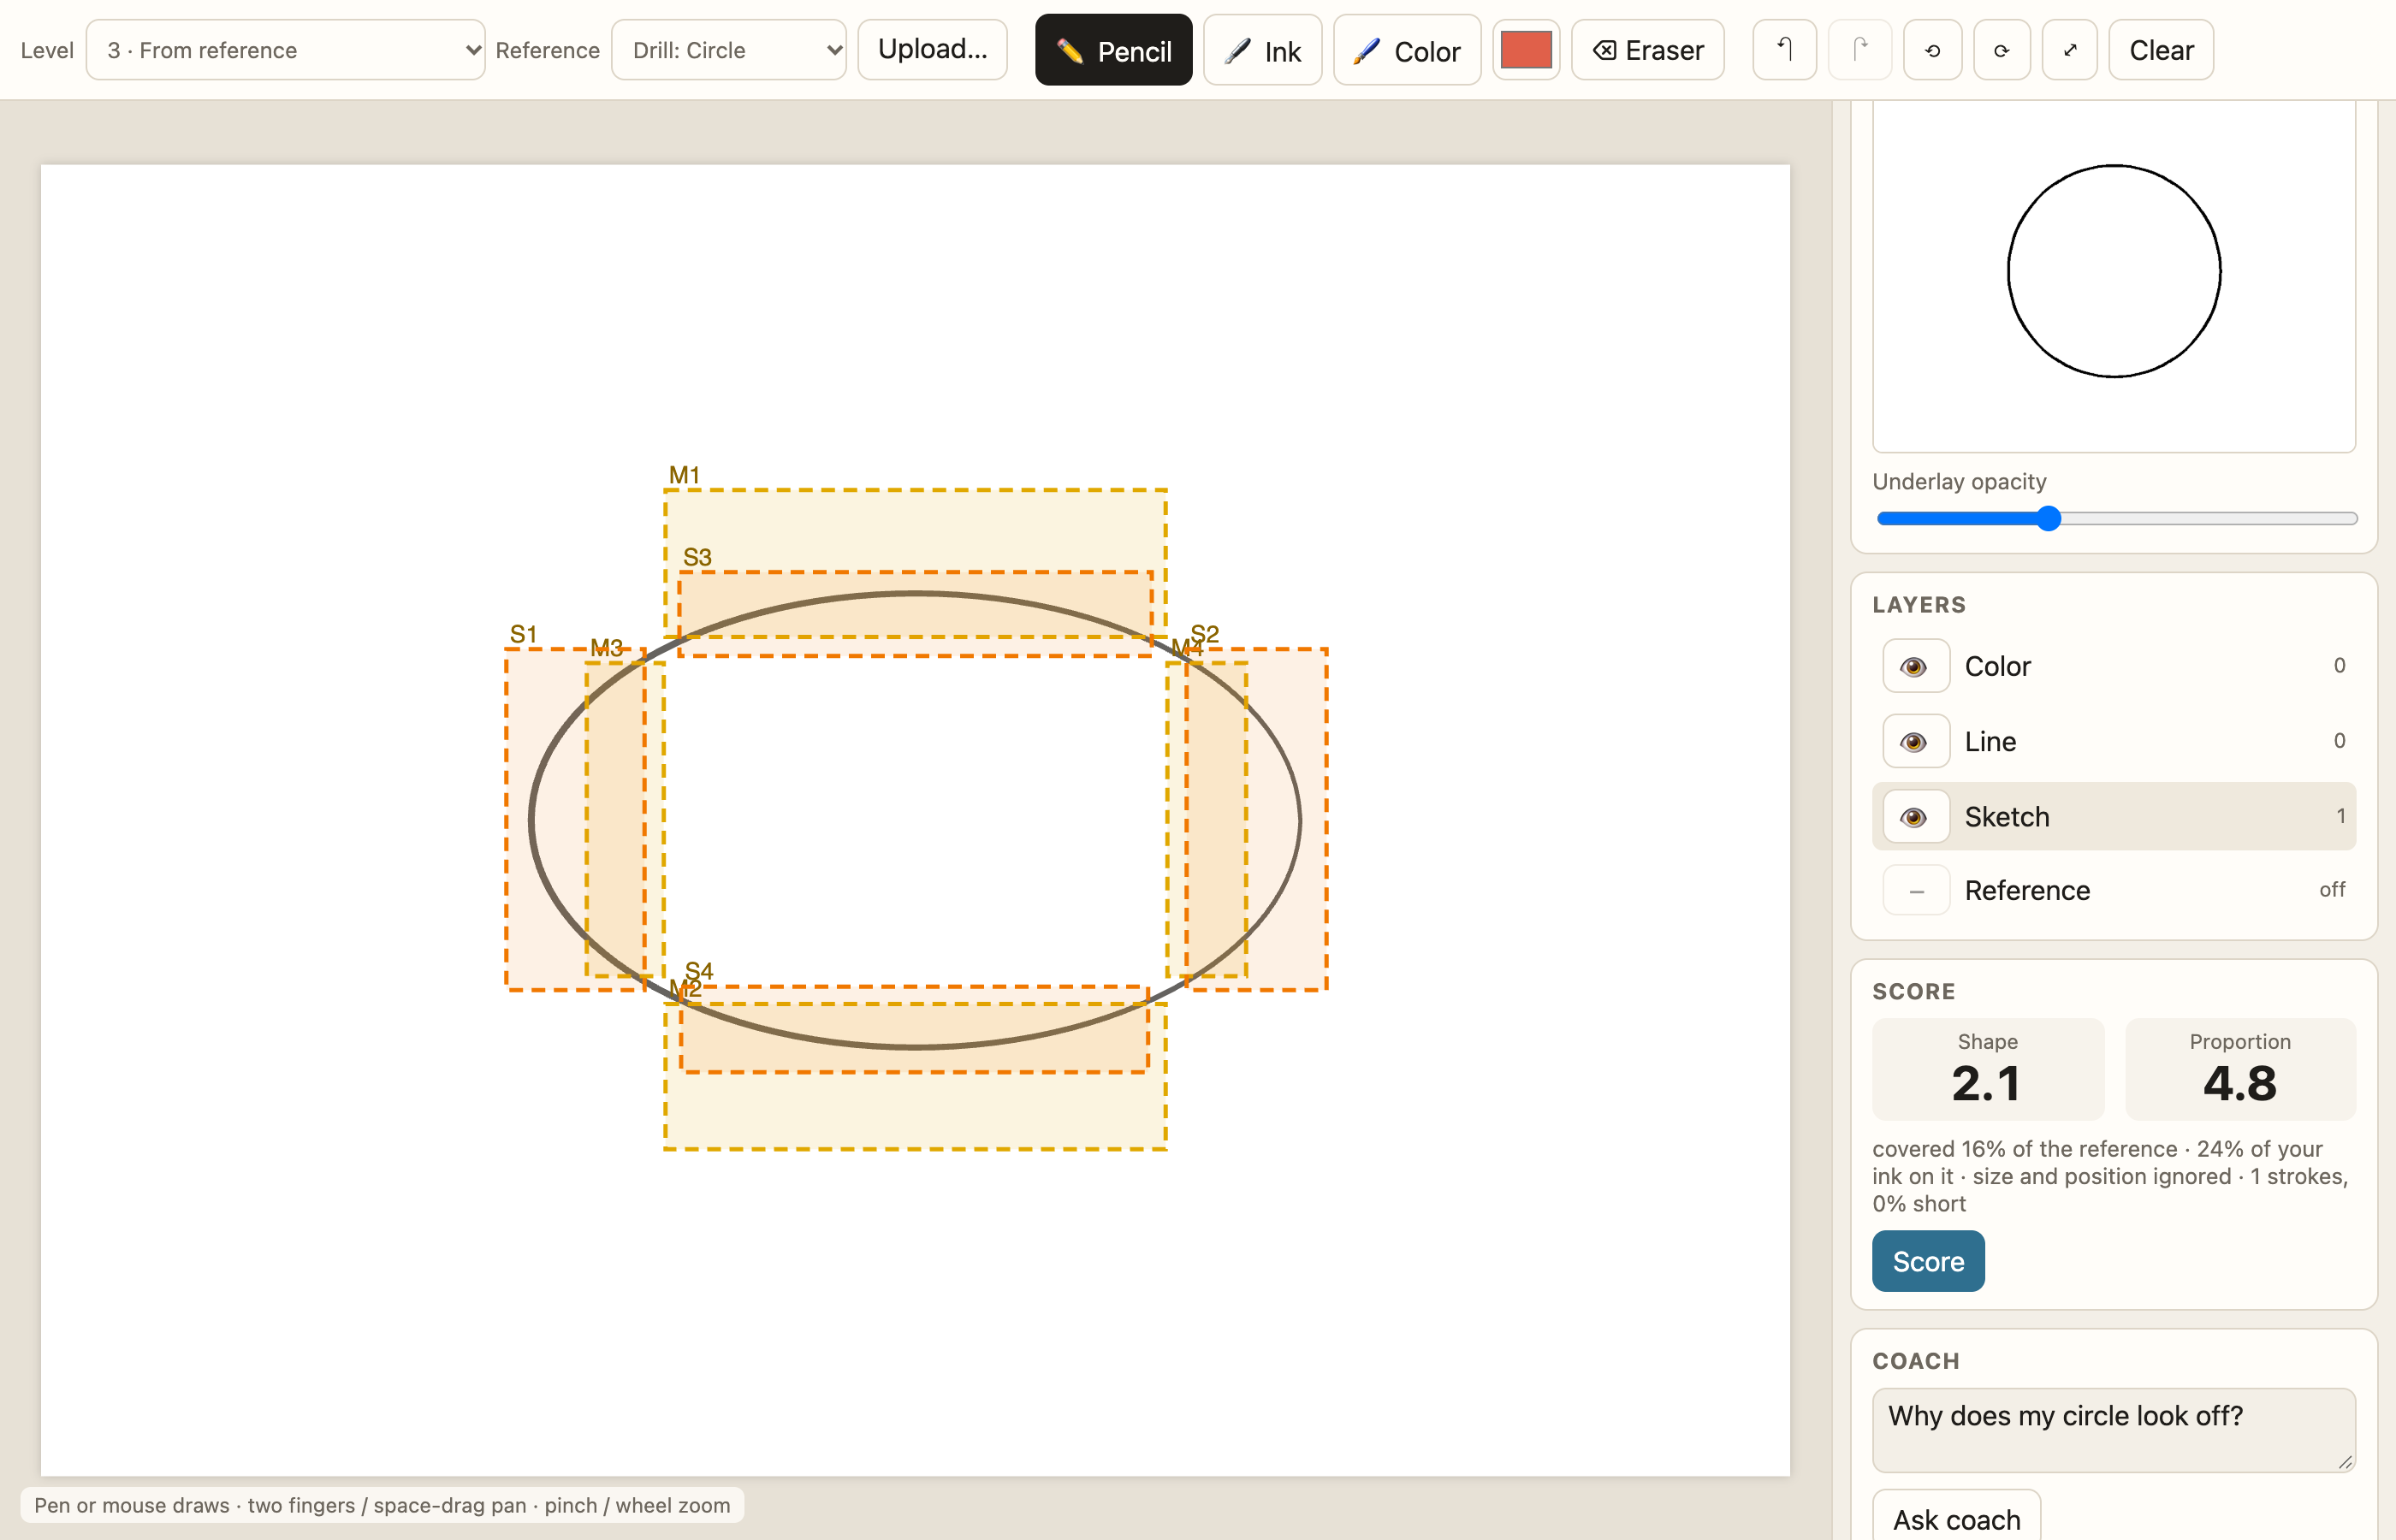 Level
3 · From reference
Reference
Drill: Circle
Upload...
Pencil
Ink
Color
Eraser
Clear
M1
S3
S1
M3
M4
S2
S4
M2
Pen or mouse draws · two fingers / space-drag pan · pinch / wheel zoom
Underlay opacity
LAYERS
Color 0
Line 0
Sketch 1
Reference off
SCORE
Shape
2.1
Proportion
4.8
covered 16% of the reference · 24% of your
ink on it · size and position ignored · 1 strokes,
0% short
Score
COACH
Why does my circle look off?
Ask coach